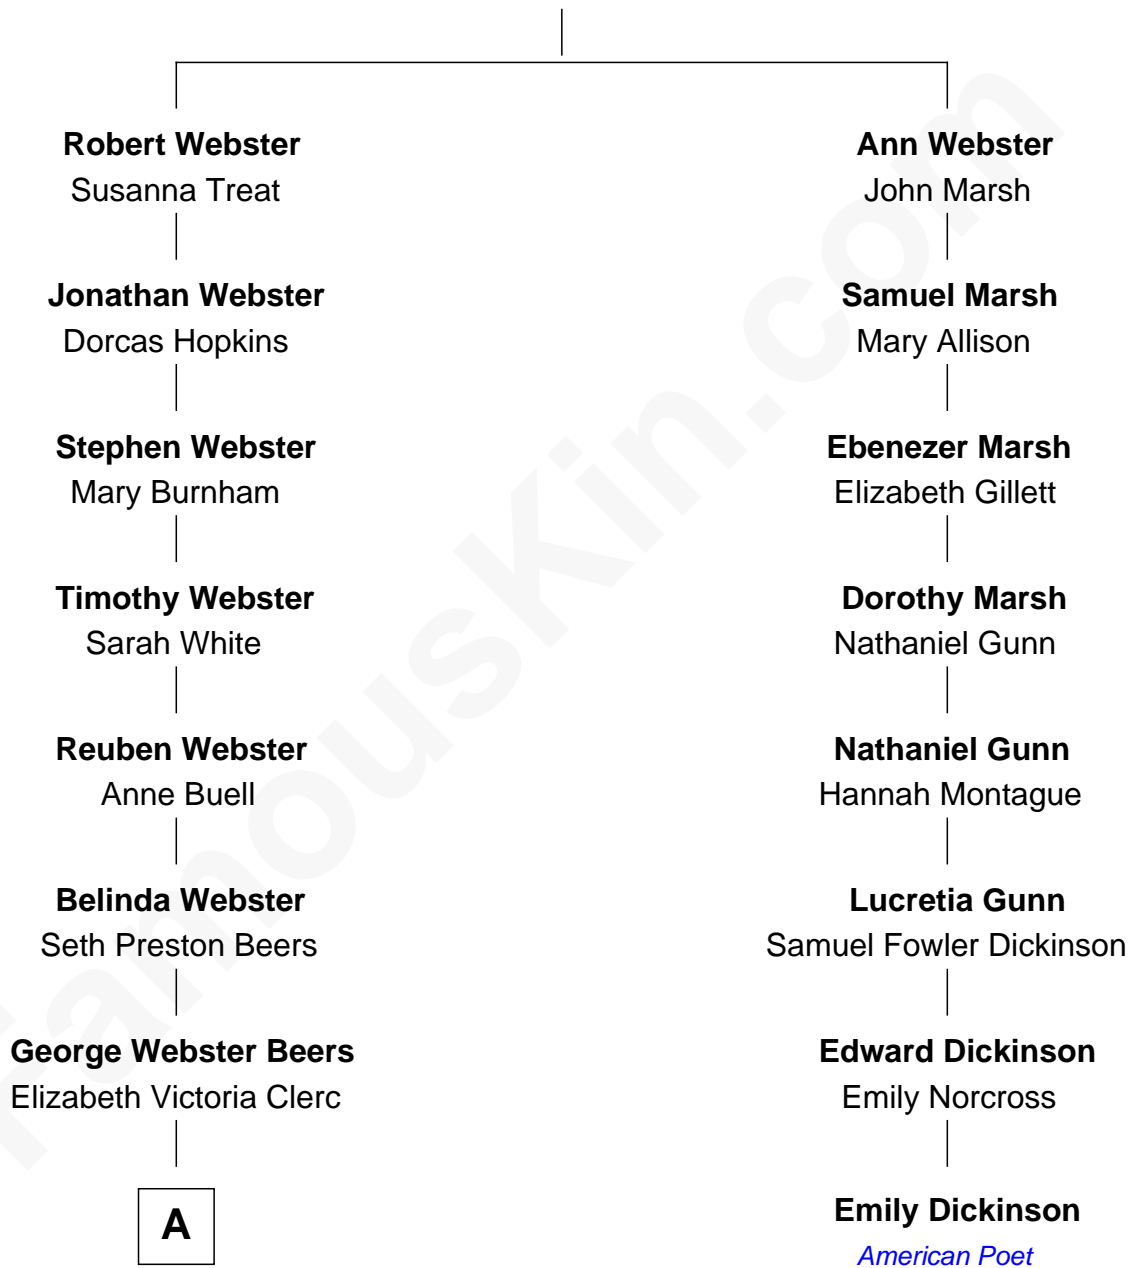 Robert Webster
Susanna Treat
Jonathan Webster
Dorcas Hopkins
Stephen Webster
Mary Burnham
Timothy Webster
Sarah White
Reuben Webster
Anne Buell
Belinda Webster
Seth Preston Beers
George Webster Beers
Elizabeth Victoria Clerc
A
Ann Webster
John Marsh
Samuel Marsh
Mary Allison
Ebenezer Marsh
Elizabeth Gillett
Dorothy Marsh
Nathaniel Gunn
Nathaniel Gunn
Hannah Montague
Lucretia Gunn
Samuel Fowler Dickinson
Edward Dickinson
Emily Norcross
Emily Dickinson
American Poet
FamousKin.com